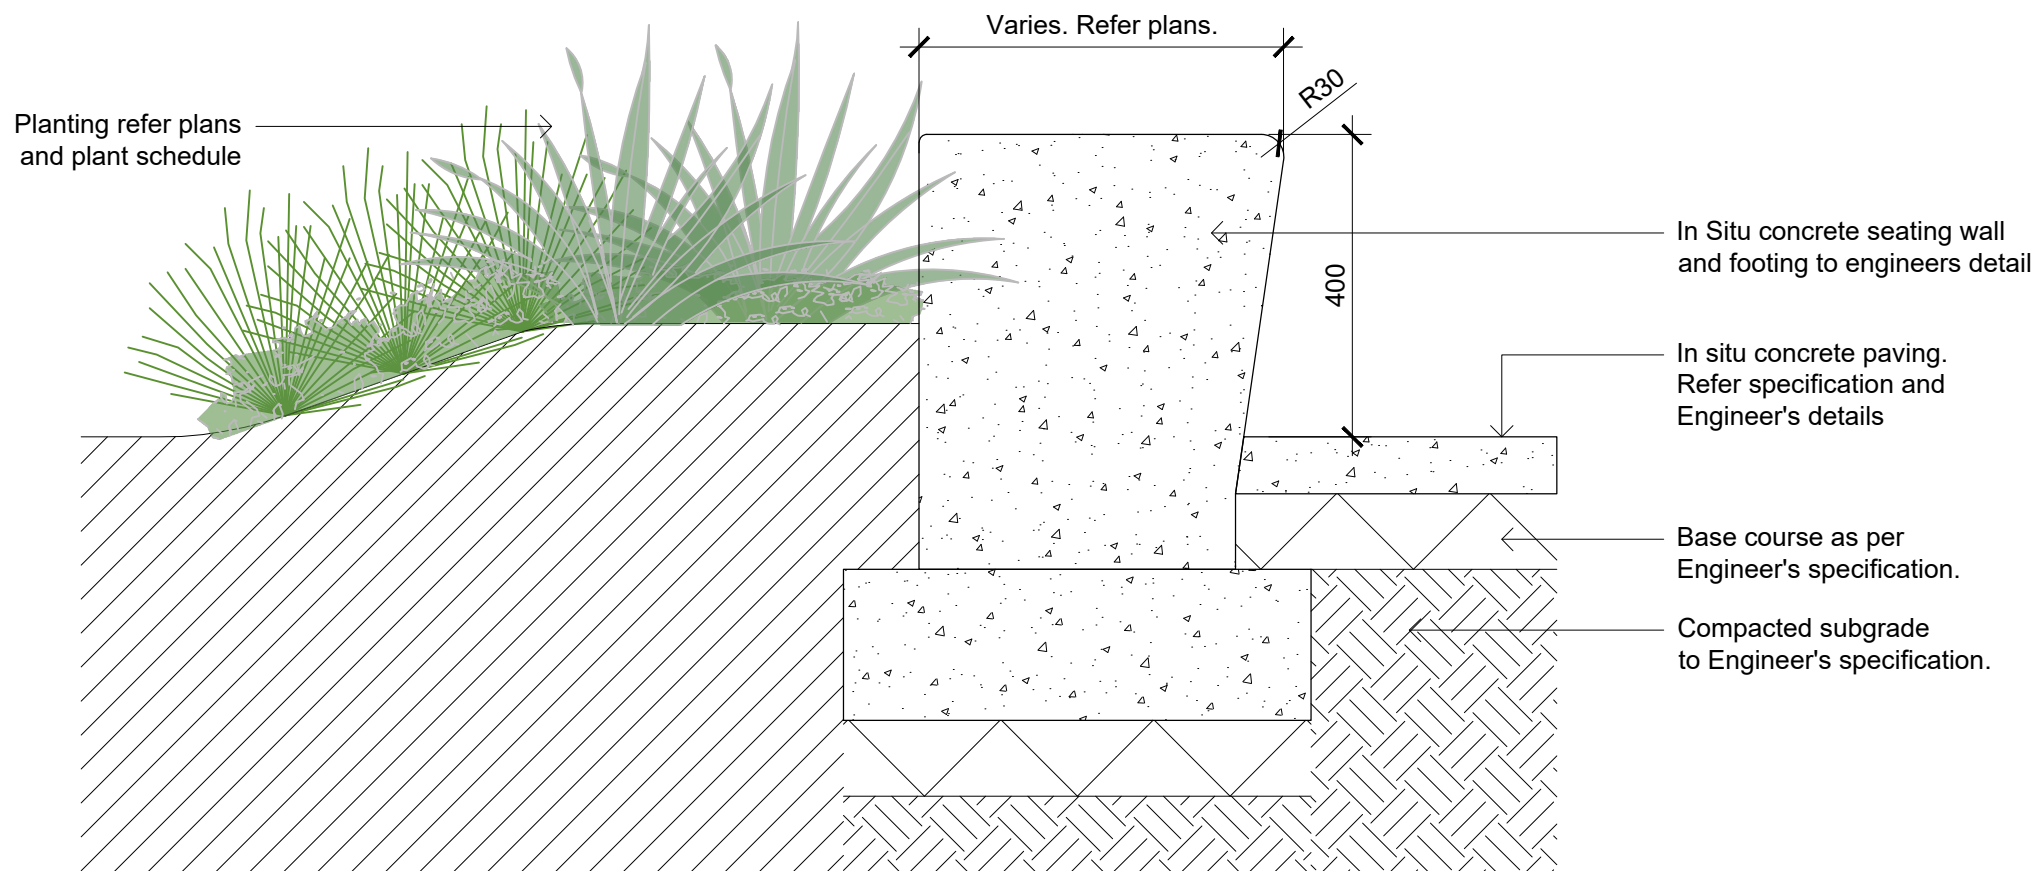 Varies. Refer plans.
R30
Planting refer plans
and plant schedule
In Situ concrete seating wall
and footing to engineers detail
400
In situ concrete paving.
Refer specification and
Engineer's details
Base course as per
Engineer's specification.
Compacted subgrade
to Engineer's specification.